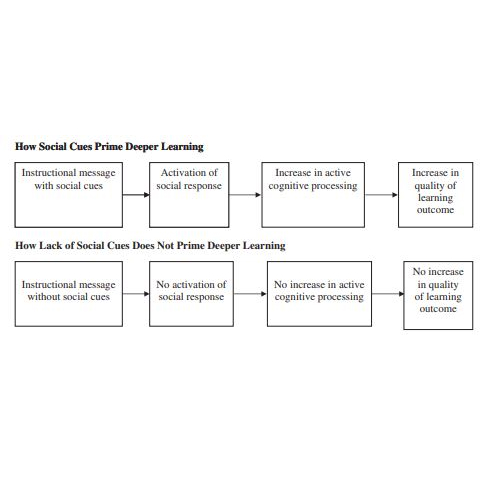 How Social Cues Prime Deeper Learning
Instructional message
with social cues
Activation of
social response
Increase in active
cognitive processing
Increase in
quality of
learning
outcome
How Lack of Social Cues Does Not Prime Deeper Learning
Instructional message
without social cues
No activation of
social response
No increase in active
cognitive processing
No increase
in quality
of learning
outcome